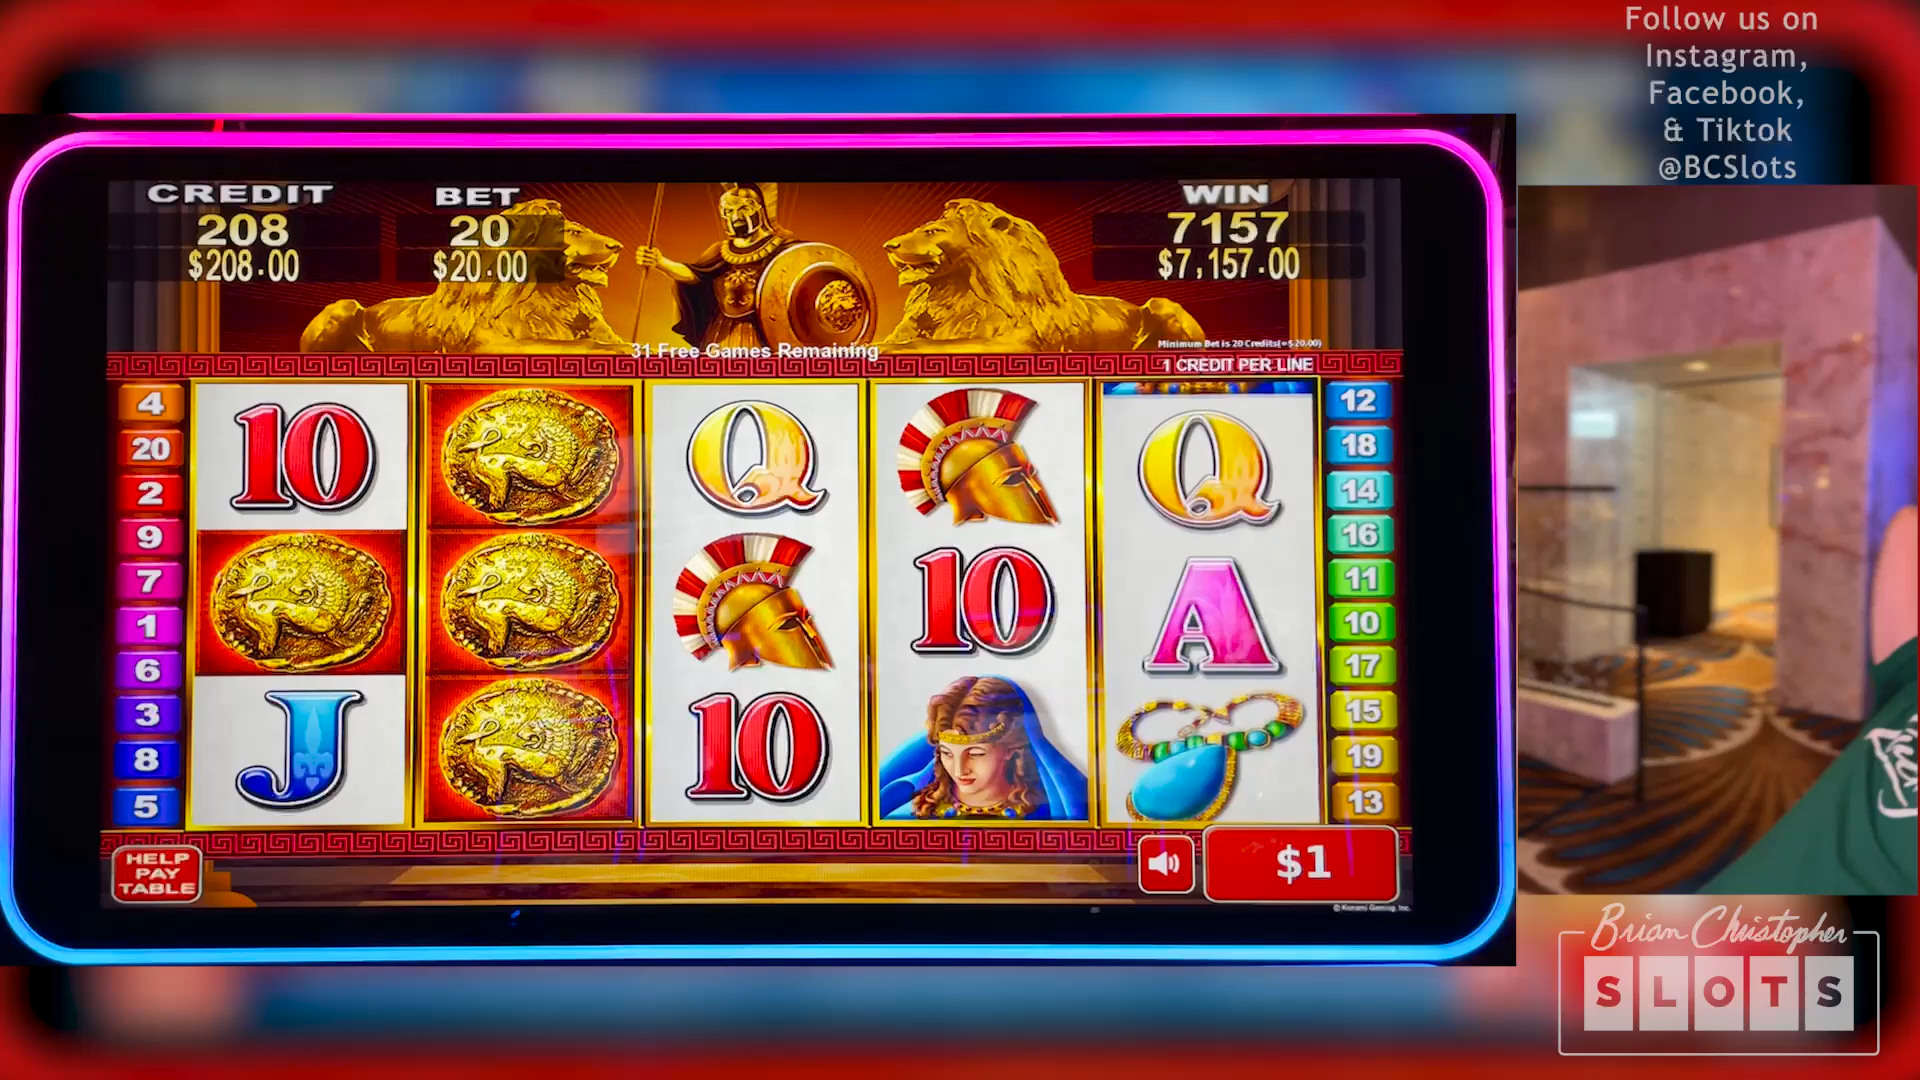 Follow us on
Instagram,
Facebook,
& Tiktok
@BCSlots
CREDIT
208
$208.00
BET
20
$20.00
WIN
7157
$7,157.00
31 Free Games Remaining
Minimum Bet is 20 Credits(=$20.00)
1 CREDIT PER LINE
4
20
2
9
7
1
6
3
8
5
10
Q
Q
10
A
J
10
12
18
14
16
11
10
17
15
19
13
HELP
PAY
TABLE
$1
© Konami Gaming, Inc.
Brian Christopher
SLOTS